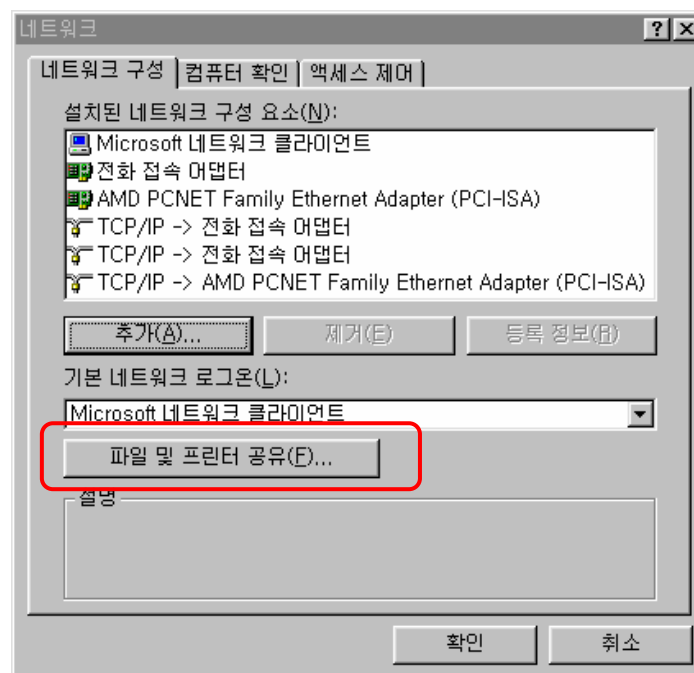 네트워크
네트워크 구성 컴퓨터 확인 액세스 제어
설치된 네트워크 구성 요소(N):
Microsoft 네트워크 클라이언트
전화 접속 어댑터
AMD PCNET Family Ethernet Adapter (PCI-ISA)
TCP/IP -> 전화 접속 어댑터
TCP/IP -> 전화 접속 어댑터
TCP/IP -> AMD PCNET Family Ethernet Adapter (PCI-ISA)
추가(A)... 제거(E) 등록 정보(R)
기본 네트워크 로그온(L):
Microsoft 네트워크 클라이언트
파일 및 프린터 공유(F)...
설명
확인 취소